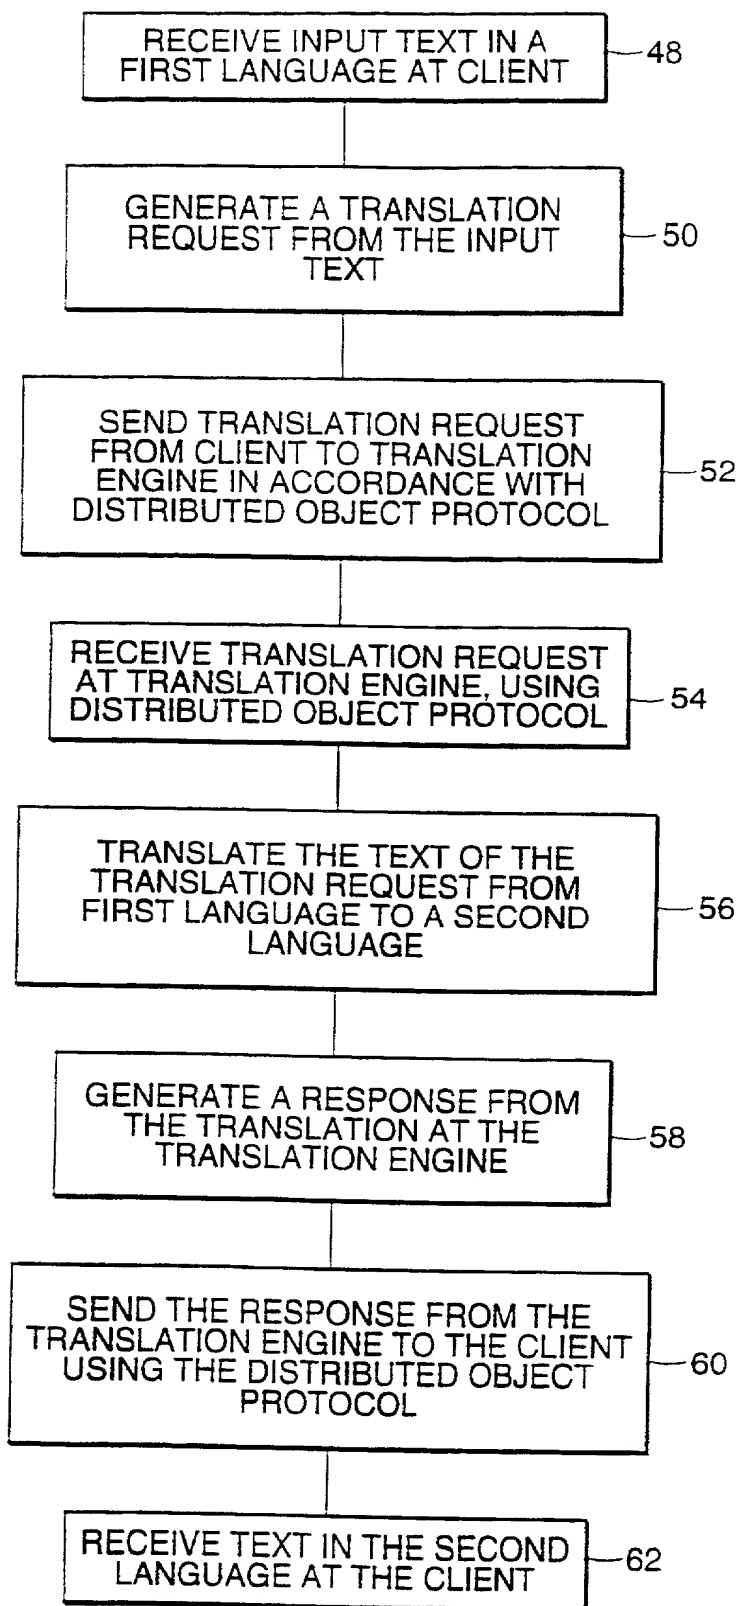 RECEIVE INPUT TEXT IN A
FIRST LANGUAGE AT CLIENT
48
GENERATE A TRANSLATION
REQUEST FROM THE INPUT
TEXT
50
SEND TRANSLATION REQUEST
FROM CLIENT TO TRANSLATION
ENGINE IN ACCORDANCE WITH
DISTRIBUTED OBJECT PROTOCOL
52
RECEIVE TRANSLATION REQUEST
AT TRANSLATION ENGINE, USING
DISTRIBUTED OBJECT PROTOCOL
54
TRANSLATE THE TEXT OF THE
TRANSLATION REQUEST FROM
FIRST LANGUAGE TO A SECOND
LANGUAGE
56
GENERATE A RESPONSE FROM
THE TRANSLATION AT THE
TRANSLATION ENGINE
58
SEND THE RESPONSE FROM THE
TRANSLATION ENGINE TO THE CLIENT
USING THE DISTRIBUTED OBJECT
PROTOCOL
60
RECEIVE TEXT IN THE SECOND
LANGUAGE AT THE CLIENT
62